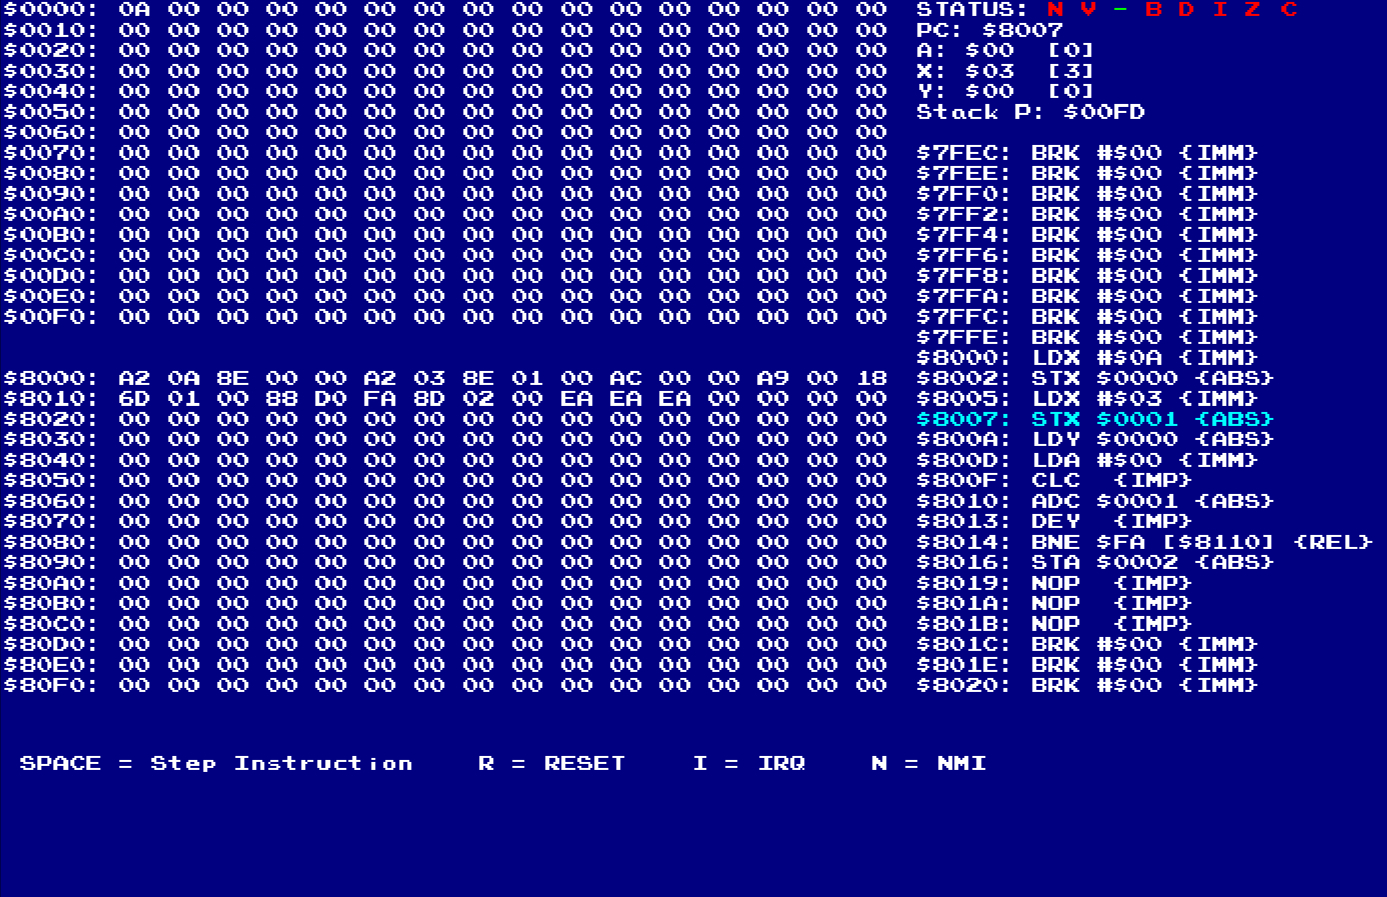 $0000: 0A 00 00 00 00 00 00 00 00 00 00 00 00 00 00 00 STATUS: N V - B D I Z C
$0010: 00 00 00 00 00 00 00 00 00 00 00 00 00 00 00 00 PC: $8007
$0020: 00 00 00 00 00 00 00 00 00 00 00 00 00 00 00 00 A: $00 [0]
$0030: 00 00 00 00 00 00 00 00 00 00 00 00 00 00 00 00 X: $03 [3]
$0040: 00 00 00 00 00 00 00 00 00 00 00 00 00 00 00 00 Y: $00 [0]
$0050: 00 00 00 00 00 00 00 00 00 00 00 00 00 00 00 00 Stack P: $00FD
$0060: 00 00 00 00 00 00 00 00 00 00 00 00 00 00 00 00
$0070: 00 00 00 00 00 00 00 00 00 00 00 00 00 00 00 00 $7FEC: BRK #$00 {IMM}
$0080: 00 00 00 00 00 00 00 00 00 00 00 00 00 00 00 00 $7FEE: BRK #$00 {IMM}
$0090: 00 00 00 00 00 00 00 00 00 00 00 00 00 00 00 00 $7FF0: BRK #$00 {IMM}
$00A0: 00 00 00 00 00 00 00 00 00 00 00 00 00 00 00 00 $7FF2: BRK #$00 {IMM}
$00B0: 00 00 00 00 00 00 00 00 00 00 00 00 00 00 00 00 $7FF4: BRK #$00 {IMM}
$00C0: 00 00 00 00 00 00 00 00 00 00 00 00 00 00 00 00 $7FF6: BRK #$00 {IMM}
$00D0: 00 00 00 00 00 00 00 00 00 00 00 00 00 00 00 00 $7FF8: BRK #$00 {IMM}
$00E0: 00 00 00 00 00 00 00 00 00 00 00 00 00 00 00 00 $7FFA: BRK #$00 {IMM}
$00F0: 00 00 00 00 00 00 00 00 00 00 00 00 00 00 00 00 $7FFC: BRK #$00 {IMM}
$7FFE: BRK #$00 {IMM}
$8000: LDX #$0A {IMM}
$8000: A2 0A 8E 00 00 A2 03 8E 01 00 AC 00 00 A9 00 18 $8002: STX $0000 {ABS}
$8010: 6D 01 00 88 D0 FA 8D 02 00 EA EA EA 00 00 00 00 $8005: LDX #$03 {IMM}
$8020: 00 00 00 00 00 00 00 00 00 00 00 00 00 00 00 00 $8007: STX $0001 {ABS}
$8030: 00 00 00 00 00 00 00 00 00 00 00 00 00 00 00 00 $800A: LDY $0000 {ABS}
$8040: 00 00 00 00 00 00 00 00 00 00 00 00 00 00 00 00 $800D: LDA #$00 {IMM}
$8050: 00 00 00 00 00 00 00 00 00 00 00 00 00 00 00 00 $800F: CLC {IMP}
$8060: 00 00 00 00 00 00 00 00 00 00 00 00 00 00 00 00 $8010: ADC $0001 {ABS}
$8070: 00 00 00 00 00 00 00 00 00 00 00 00 00 00 00 00 $8013: DEY {IMP}
$8080: 00 00 00 00 00 00 00 00 00 00 00 00 00 00 00 00 $8014: BNE $FA [$8110] {REL}
$8090: 00 00 00 00 00 00 00 00 00 00 00 00 00 00 00 00 $8016: STA $0002 {ABS}
$80A0: 00 00 00 00 00 00 00 00 00 00 00 00 00 00 00 00 $8019: NOP {IMP}
$80B0: 00 00 00 00 00 00 00 00 00 00 00 00 00 00 00 00 $801A: NOP {IMP}
$80C0: 00 00 00 00 00 00 00 00 00 00 00 00 00 00 00 00 $801B: NOP {IMP}
$80D0: 00 00 00 00 00 00 00 00 00 00 00 00 00 00 00 00 $801C: BRK #$00 {IMM}
$80E0: 00 00 00 00 00 00 00 00 00 00 00 00 00 00 00 00 $801E: BRK #$00 {IMM}
$80F0: 00 00 00 00 00 00 00 00 00 00 00 00 00 00 00 00 $8020: BRK #$00 {IMM}
SPACE = Step Instruction R = RESET I = IRQ N = NMI